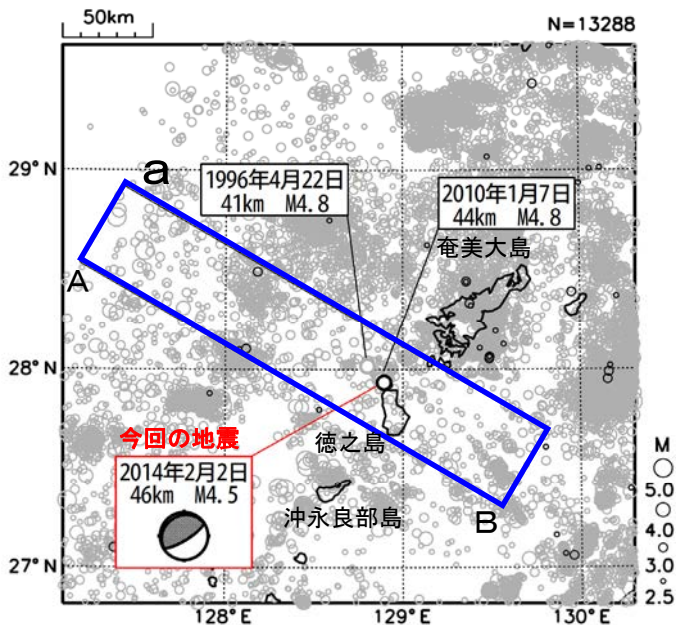 50km
N=13288
29°N
a
1996年4月22日
41km M4.8
2010年1月7日
44km M4.8
奄美大島
A
28°N
今回の地震
2014年2月2日
46km M4.5
徳之島
沖永良部島
B
M
5.0
4.0
3.0
2.5
27°N
128°E
129°E
130°E